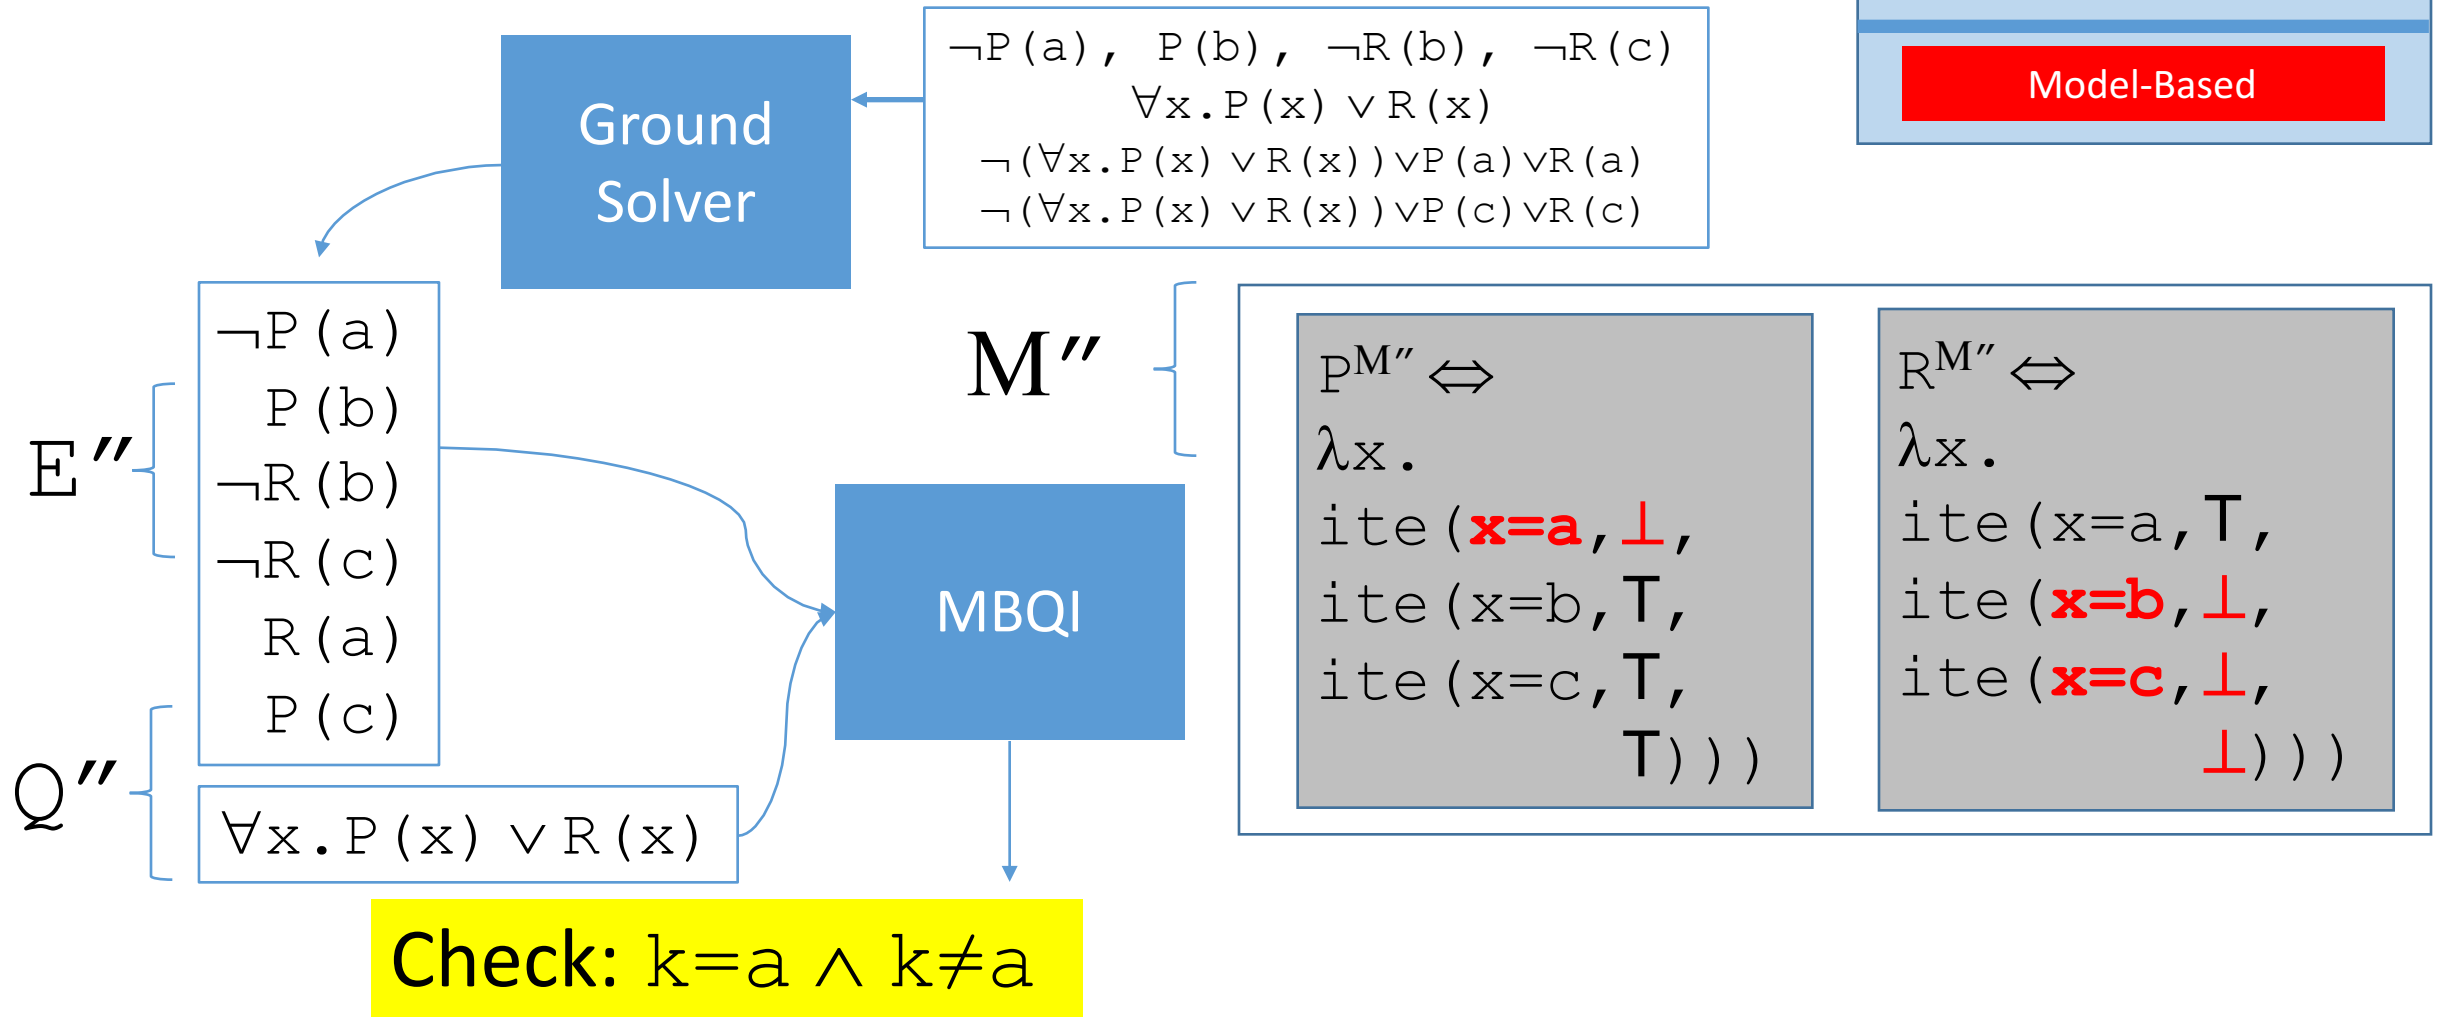 ¬P(a), P(b), ¬R(b), ¬R(c)
∀x.P(x)∨R(x)
¬(∀x.P(x)∨R(x))∨P(a)∨R(a)
¬(∀x.P(x)∨R(x))∨P(c)∨R(c)
Model-Based
Ground
Solver
¬P(a)
P(b)
¬R(b)
¬R(c)
R(a)
P(c)
E″
Q″
∀x.P(x)∨R(x)
MBQI
M″
P^M″ ⇔
λx.
ite(x=a,⊥,
ite(x=b,T,
ite(x=c,T,
T)))
R^M″ ⇔
λx.
ite(x=a,T,
ite(x=b,⊥,
ite(x=c,⊥,
⊥)))
Check: k=a ∧ k≠a